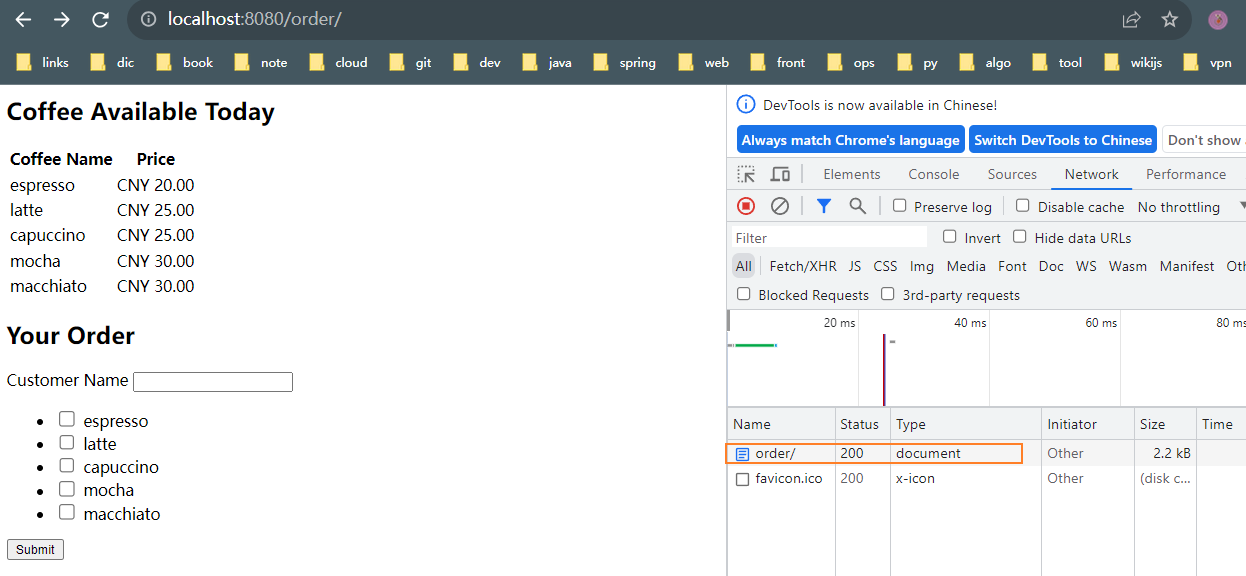 localhost:8080/order/
links dic book note cloud git dev java spring web front ops py algo tool wikijs vpn
Coffee Available Today
Coffee Name Price
espresso CNY 20.00
latte CNY 25.00
capuccino CNY 25.00
mocha CNY 30.00
macchiato CNY 30.00
Your Order
Customer Name
espresso
latte
capuccino
mocha
macchiato
Submit
DevTools is now available in Chinese!
Always match Chrome's language Switch DevTools to Chinese Don't show
Elements Console Sources Network Performance
Preserve log Disable cache No throttling
Filter Invert Hide data URLs
All Fetch/XHR JS CSS Img Media Font Doc WS Wasm Manifest Oth
Blocked Requests 3rd-party requests
20 ms 40 ms 60 ms 80 ms
Name Status Type Initiator Size Time
order/ 200 document Other 2.2 kB
favicon.ico 200 x-icon Other (disk c...